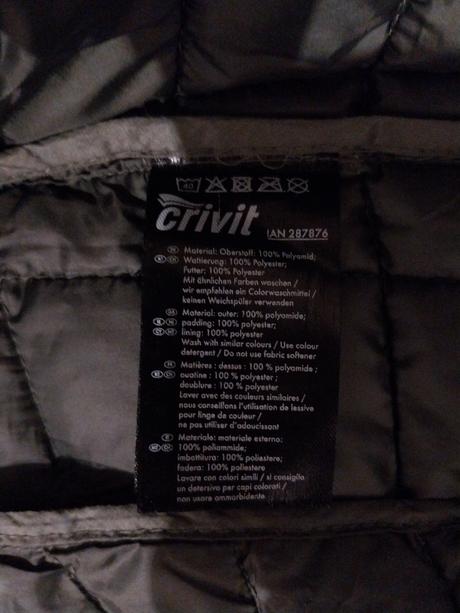 40
crivit IAN 287876
Material: Oberstoff: 100% Polyamid;
Wattierung: 100% Polyester;
Futter: 100% Polyester
Mit ähnlichen Farben waschen /
wir empfehlen ein Colorwaschmittel /
keinen Weichspüler verwenden
Material: outer: 100% polyamide;
padding: 100% polyester;
lining: 100% polyester
Wash with similar colours / Use colour
detergent / Do not use fabric softener
Matières : dessus : 100 % polyamide ;
ouatine : 100 % polyester ;
doublure : 100 % polyester
Laver avec des couleurs similaires /
nous conseillons l'utilisation de lessive
pour linge de couleur /
ne pas utiliser d'adoucissant
Materiale: materiale esterno:
100% poliammide;
imbottitura: 100% poliestere;
fodera: 100% poliestere
Lavare con colori simili / si consiglia
un detersivo per capi colorati /
non usare ammorbidente